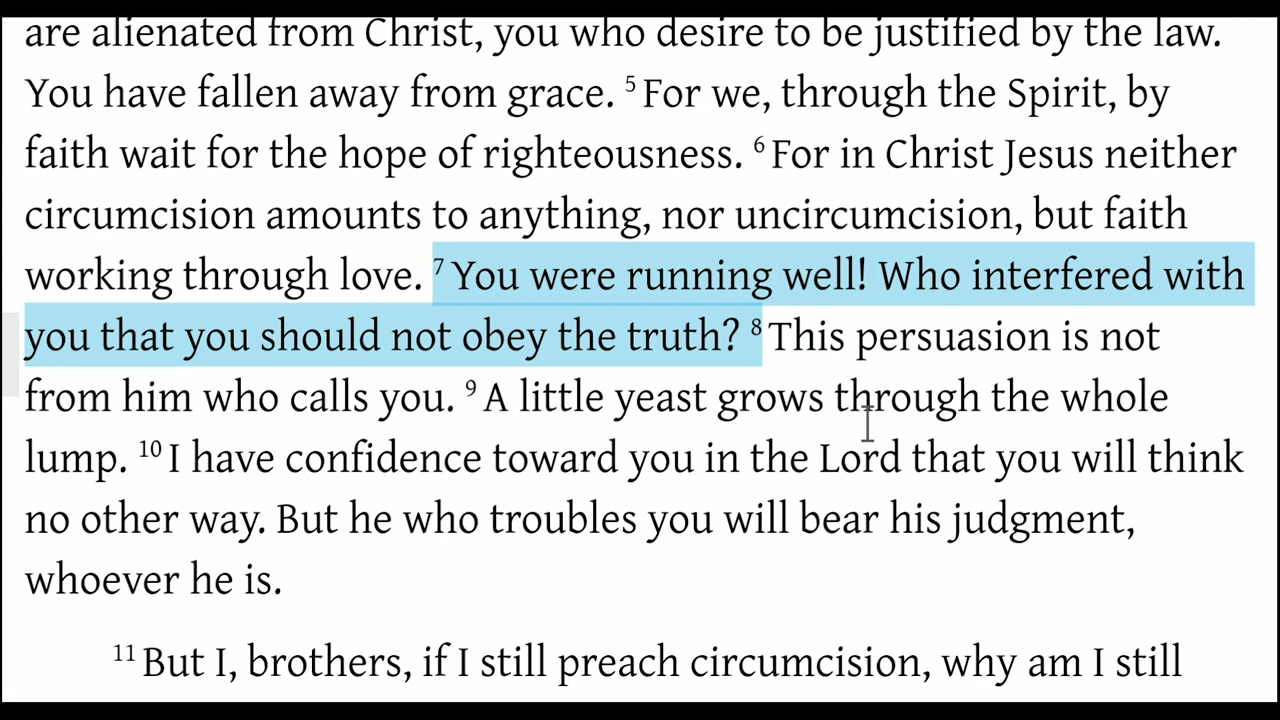 are alienated from Christ, you who desire to be justified by the law.
You have fallen away from grace. 5 For we, through the Spirit, by
faith wait for the hope of righteousness. 6 For in Christ Jesus neither
circumcision amounts to anything, nor uncircumcision, but faith
working through love. 7 You were running well! Who interfered with
you that you should not obey the truth? 8 This persuasion is not
from him who calls you. 9 A little yeast grows through the whole
lump. 10 I have confidence toward you in the Lord that you will think
no other way. But he who troubles you will bear his judgment,
whoever he is.
11 But I, brothers, if I still preach circumcision, why am I still